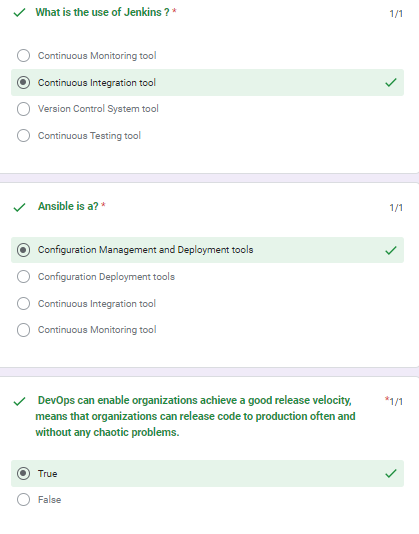 What is the use of Jenkins ? *
1/1
Continuous Monitoring tool
Continuous Integration tool
Version Control System tool
Continuous Testing tool
Ansible is a? *
1/1
Configuration Management and Deployment tools
Configuration Deployment tools
Continuous Integration tool
Continuous Monitoring tool
DevOps can enable organizations achieve a good release velocity, *1/1
means that organizations can release code to production often and
without any chaotic problems.
True
False